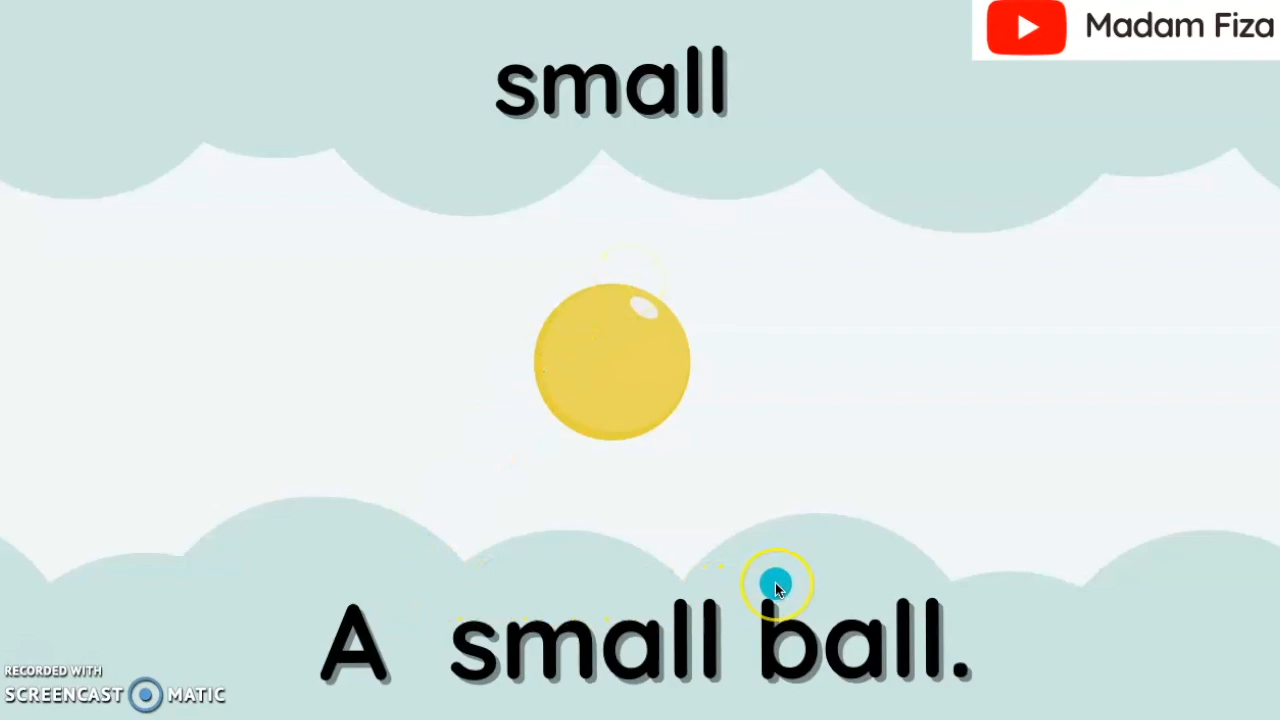 Madam Fiza
small
A small ball.
RECORDED WITH
SCREENCAST MATIC